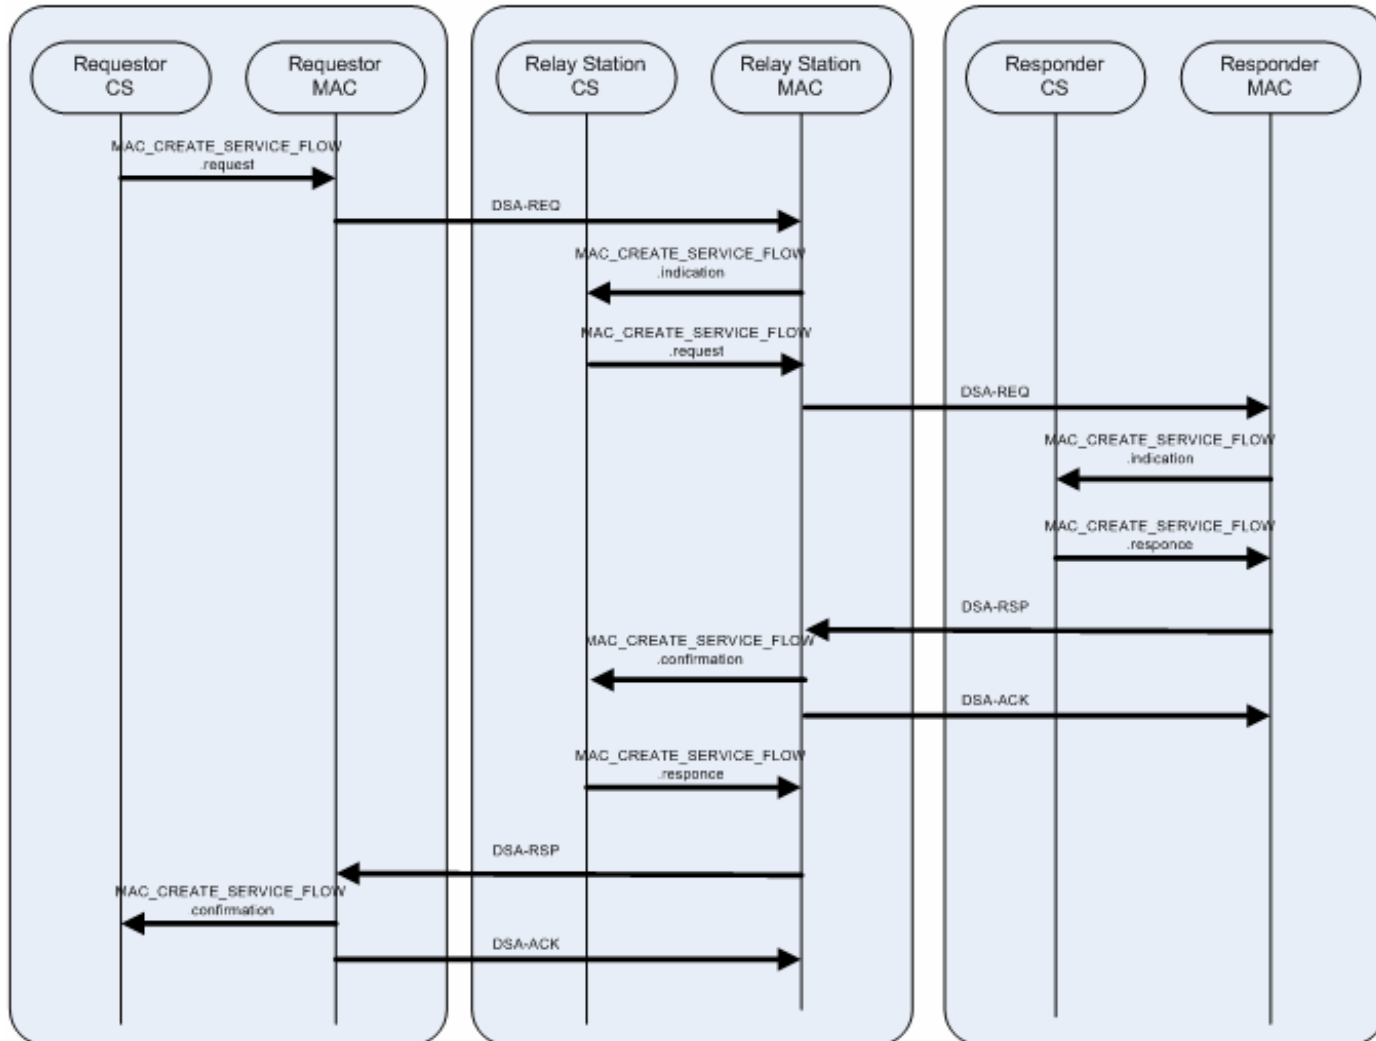 Requestor
CS
Requestor
MAC
Relay Station
CS
Relay Station
MAC
Responder
CS
Responder
MAC
MAC_CREATE_SERVICE_FLOW
.request
DSA-REQ
MAC_CREATE_SERVICE_FLOW
.indication
MAC_CREATE_SERVICE_FLOW
.request
DSA-REQ
MAC_CREATE_SERVICE_FLOW
.indication
MAC_CREATE_SERVICE_FLOW
.responce
DSA-RSP
MAC_CREATE_SERVICE_FLOW
.confirmation
DSA-ACK
MAC_CREATE_SERVICE_FLOW
.responce
DSA-RSP
MAC_CREATE_SERVICE_FLOW
confirmation
DSA-ACK